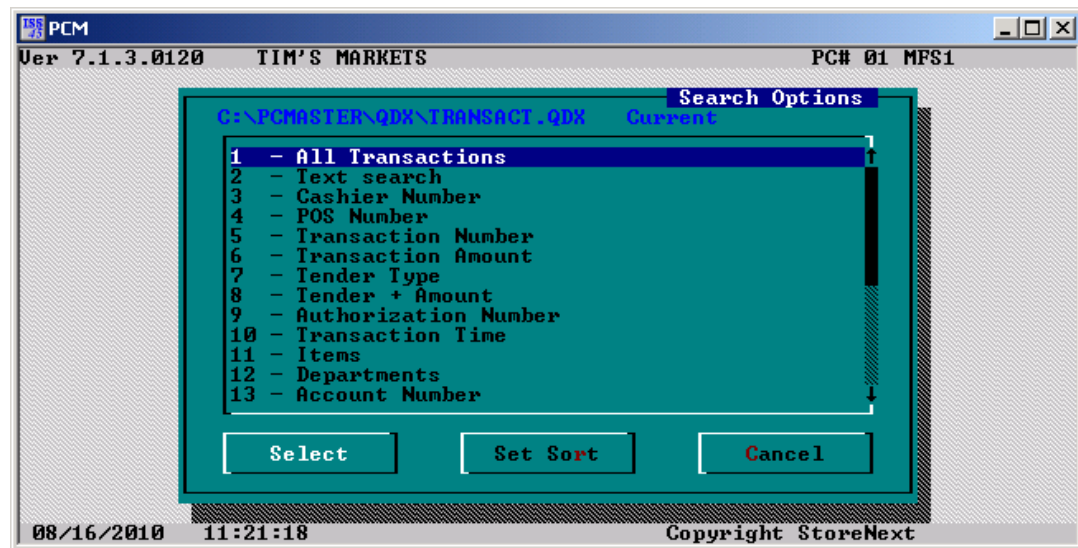 ISS 45 PCM
Ver 7.1.3.0120 TIM'S MARKETS PC# 01 MFS1
Search Options
C:\PCMASTER\QDX\TRANSACT.QDX Current
1 - All Transactions
2 - Text search
3 - Cashier Number
4 - POS Number
5 - Transaction Number
6 - Transaction Amount
7 - Tender Type
8 - Tender + Amount
9 - Authorization Number
10 - Transaction Time
11 - Items
12 - Departments
13 - Account Number
Select Set Sort Cancel
08/16/2010 11:21:18 Copyright StoreNext